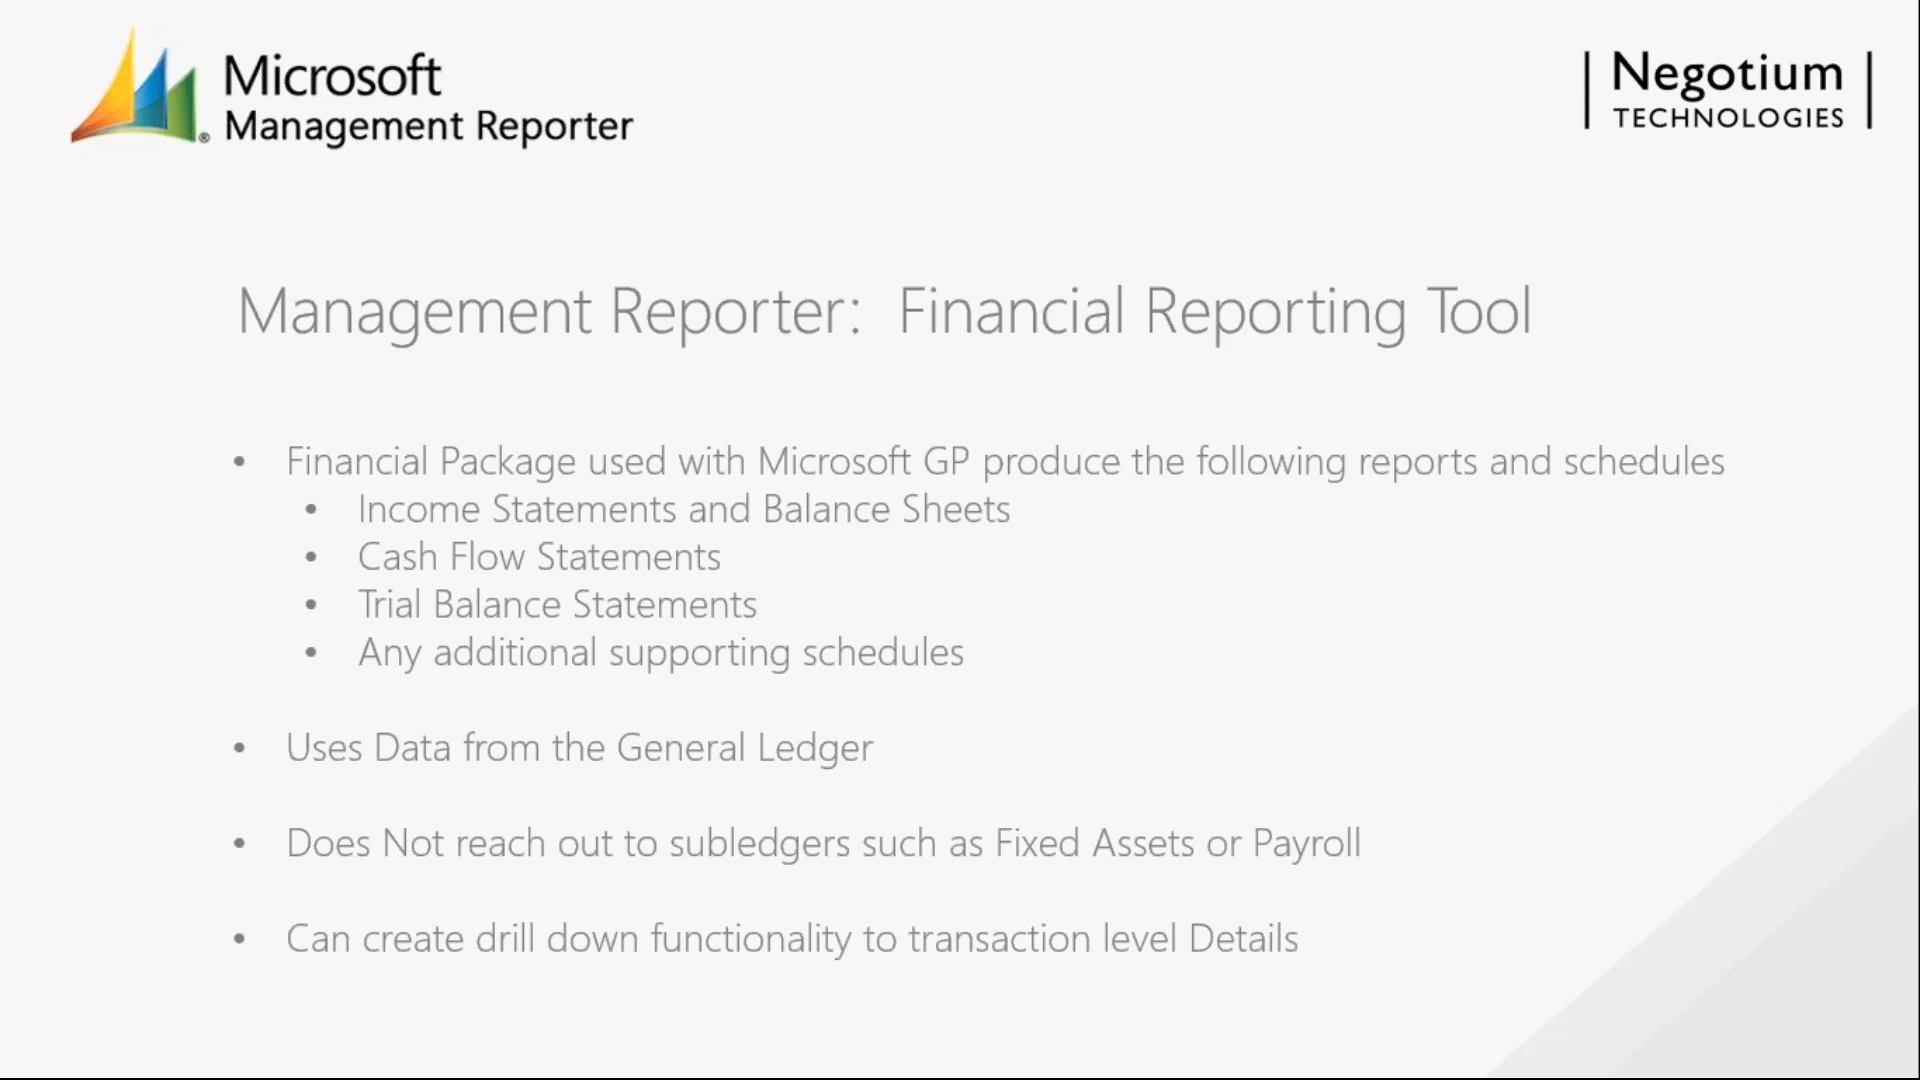 Microsoft
Management Reporter
®
Negotium
TECHNOLOGIES
Management Reporter:  Financial Reporting Tool
• Financial Package used with Microsoft GP produce the following reports and schedules
• Income Statements and Balance Sheets
• Cash Flow Statements
• Trial Balance Statements
• Any additional supporting schedules
• Uses Data from the General Ledger
• Does Not reach out to subledgers such as Fixed Assets or Payroll
• Can create drill down functionality to transaction level Details